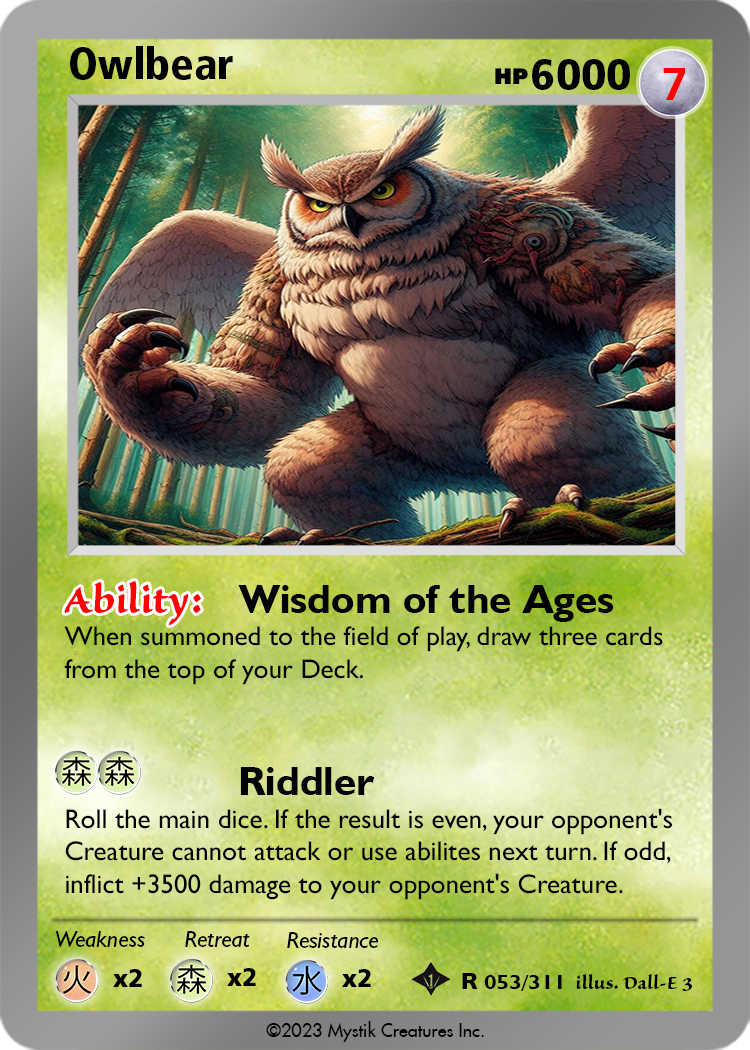 Owlbear
HP6000 7
Ability: Wisdom of the Ages
When summoned to the field of play, draw three cards
from the top of your Deck.
森 森 Riddler
Roll the main dice. If the result is even, your opponent's
Creature cannot attack or use abilites next turn. If odd,
inflict +3500 damage to your opponent's Creature.
Weakness Retreat Resistance
火 x2 森 x2 水 x2 1 R 053/311 illus. Dall-E 3
©2023 Mystik Creatures Inc.